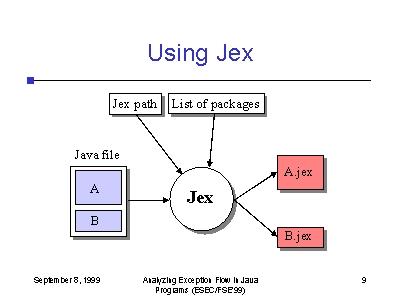 Using Jex
Jex path
List of packages
Java file
A
B
Jex
A.jex
B.jex
September 8, 1999
Analyzing Exception Flow in Java
Programs (ESEC/FSE'99)
9